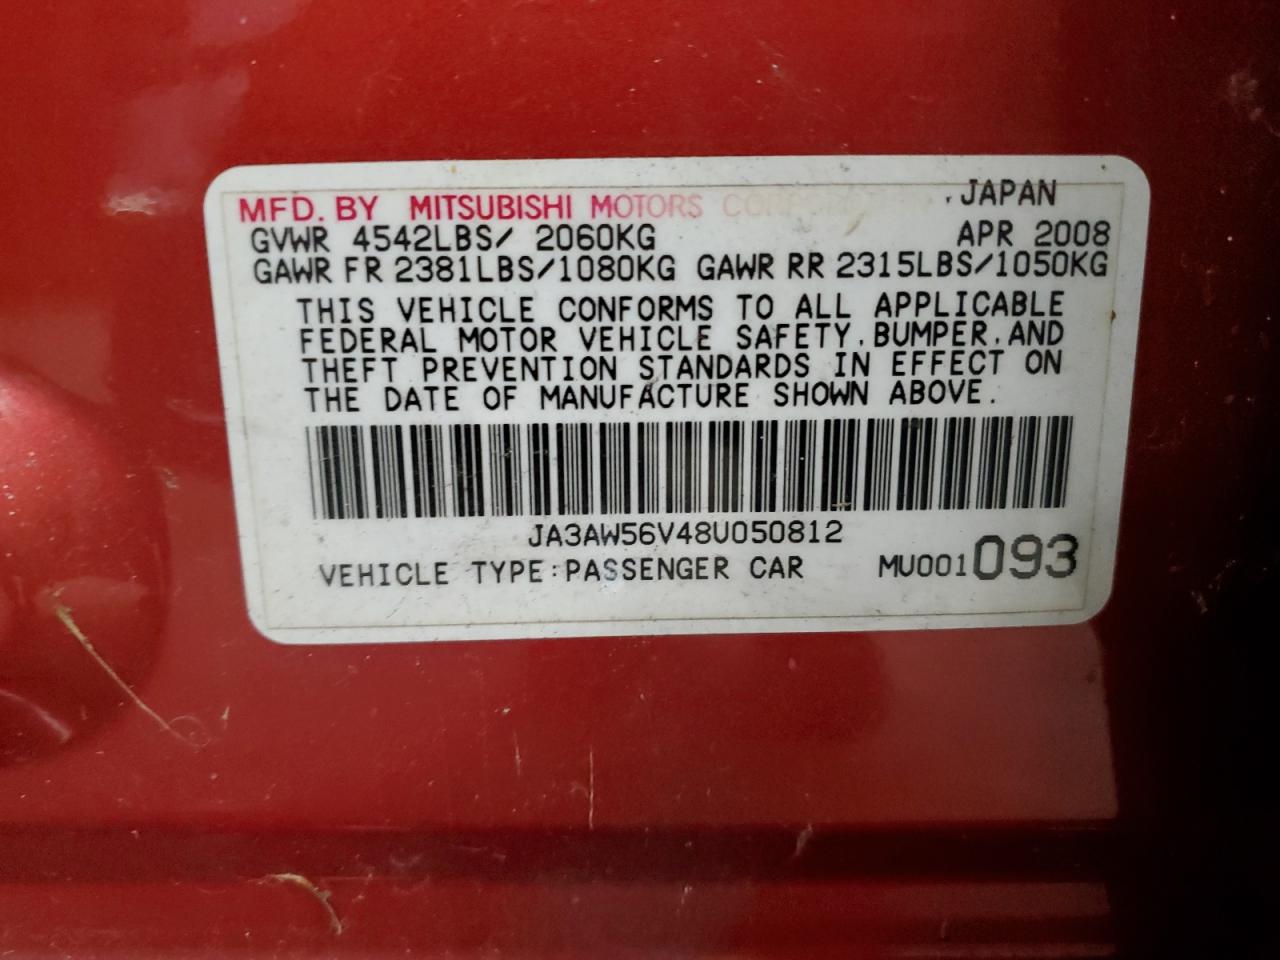 MFD. BY MITSUBISHI MOTORS CORPORATION, JAPAN
GVWR 4542LBS/ 2060KG APR 2008
GAWR FR 2381LBS/1080KG GAWR RR 2315LBS/1050KG
THIS VEHICLE CONFORMS TO ALL APPLICABLE
FEDERAL MOTOR VEHICLE SAFETY, BUMPER, AND
THEFT PREVENTION STANDARDS IN EFFECT ON
THE DATE OF MANUFACTURE SHOWN ABOVE.
JA3AW56V48U050812
VEHICLE TYPE:PASSENGER CAR MU001093